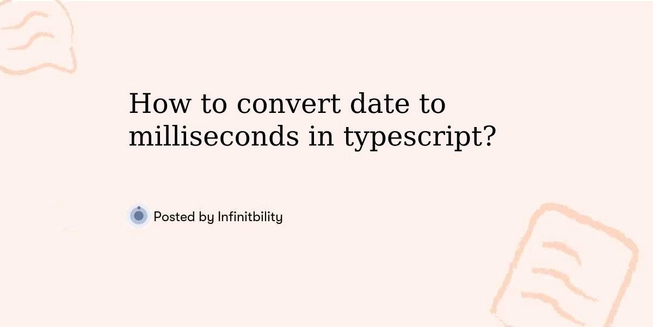 How to convert date to
milliseconds in typescript?
Posted by Infinitbility